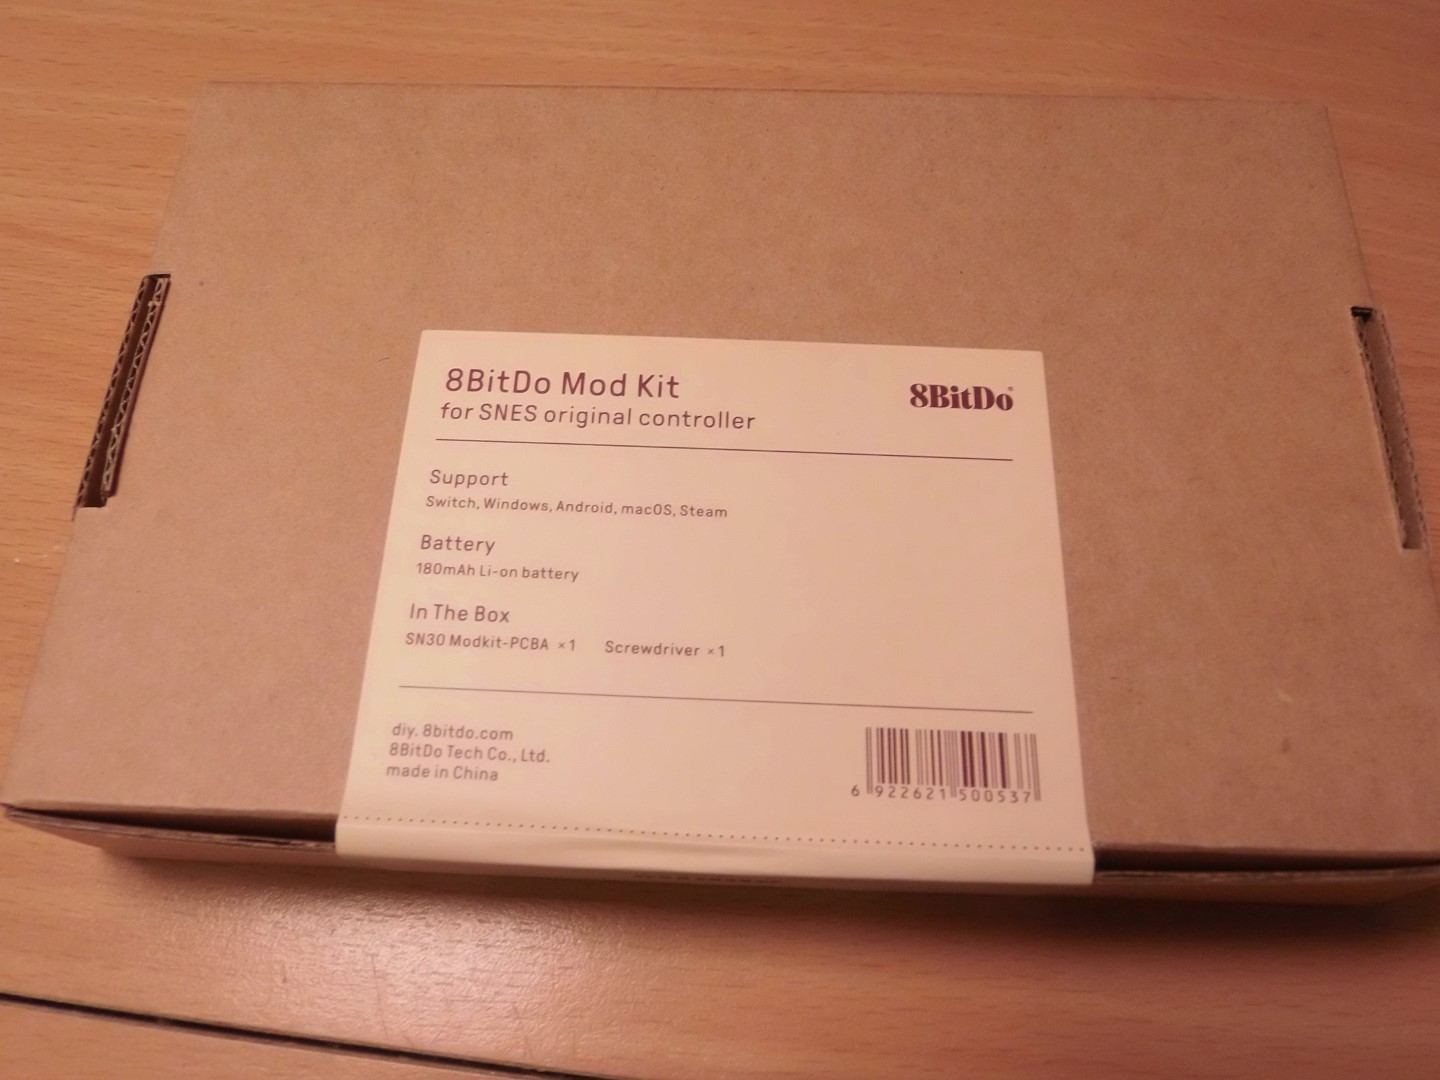 8BitDo Mod Kit
for SNES original controller
8BitDo®
Support
Switch, Windows, Android, macOS, Steam
Battery
180mAh Li-on battery
In The Box
SN30 Modkit-PCBA ×1 Screwdriver ×1
diy. 8bitdo.com
8BitDo Tech Co., Ltd.
made in China
6 922621 500537